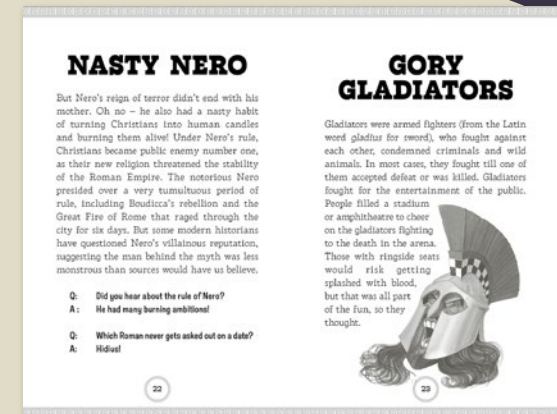 NASTY NERO
But Nero's reign of terror didn't end with his
mother. Oh no – he also had a nasty habit
of turning Christians into human candles
and burning them alive! Under Nero's rule,
Christians became public enemy number one,
as their new religion threatened the stability
of the Roman Empire. The notorious Nero
presided over a very tumultuous period of
rule, including Boudicca's rebellion and the
Great Fire of Rome that raged through the
city for six days. But some modern historians
have questioned Nero's villainous reputation,
suggesting the man behind the myth was less
monstrous than sources would have us believe.
Q: Did you hear about the rule of Nero?
A: He had many burning ambitions!
Q: Which Roman never gets asked out on a date?
A: Hidius!
22
GORY
GLADIATORS
Gladiators were armed fighters (from the Latin
word gladius for sword), who fought against
each other, condemned criminals and wild
animals. In most cases, they fought till one of
them accepted defeat or was killed. Gladiators
fought for the entertainment of the public.
People filled a stadium
or amphitheatre to cheer
on the gladiators fighting
to the death in the arena.
Those with ringside seats
would risk getting
splashed with blood,
but that was all part
of the fun, so they
thought.
23